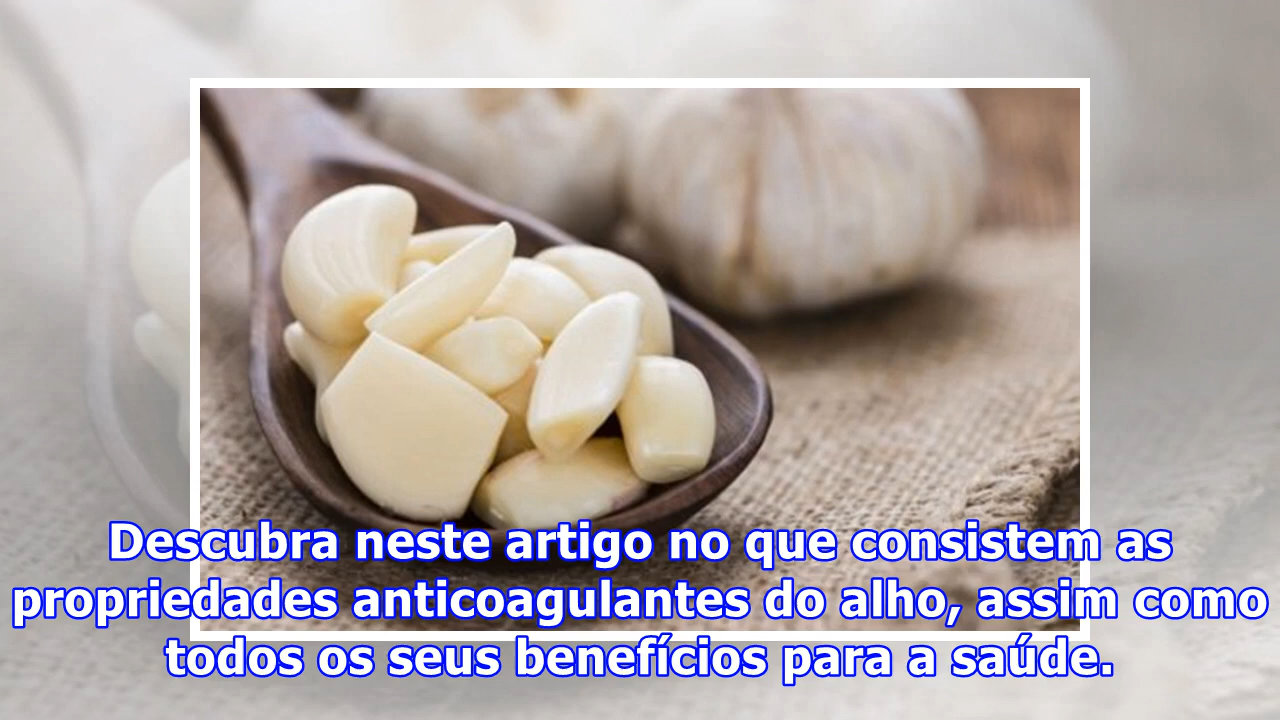 Descubra neste artigo no que consistem as
propriedades anticoagulantes do alho, assim como
todos os seus benefícios para a saúde.